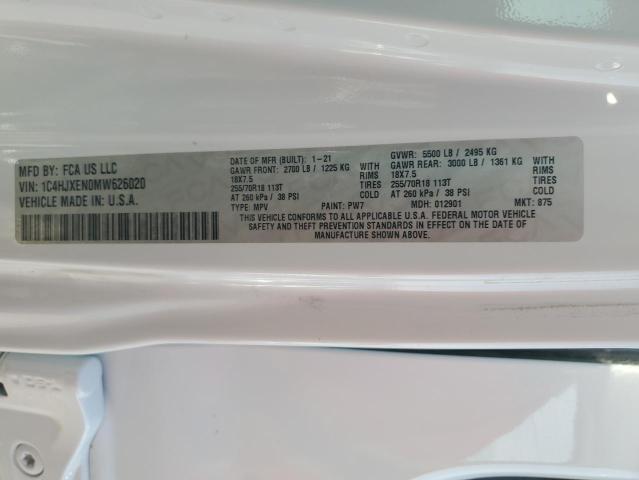 MFD BY: FCA US LLC
VIN: 1C4HJXEN0MW626020
VEHICLE MADE IN U.S.A.
DATE OF MFR (BUILT): 1-21
GAWR FRONT: 2700 LB / 1225 KG WITH
18X7.5 RIMS
255/70R18 113T TIRES
AT 260 kPa / 38 PSI COLD
TYPE: MPV
GVWR: 5500 LB / 2495 KG
GAWR REAR: 3000 LB / 1361 KG WITH
18X7.5 RIMS
255/70R18 113T TIRES
AT 260 kPa / 38 PSI COLD
PAINT: PW7 MDH: 012901 MKT: 875
THIS VEHICLE CONFORMS TO ALL APPLICABLE U.S.A. FEDERAL MOTOR VEHICLE
SAFETY AND THEFT PREVENTION STANDARDS IN EFFECT ON THE DATE OF
MANUFACTURE SHOWN ABOVE.